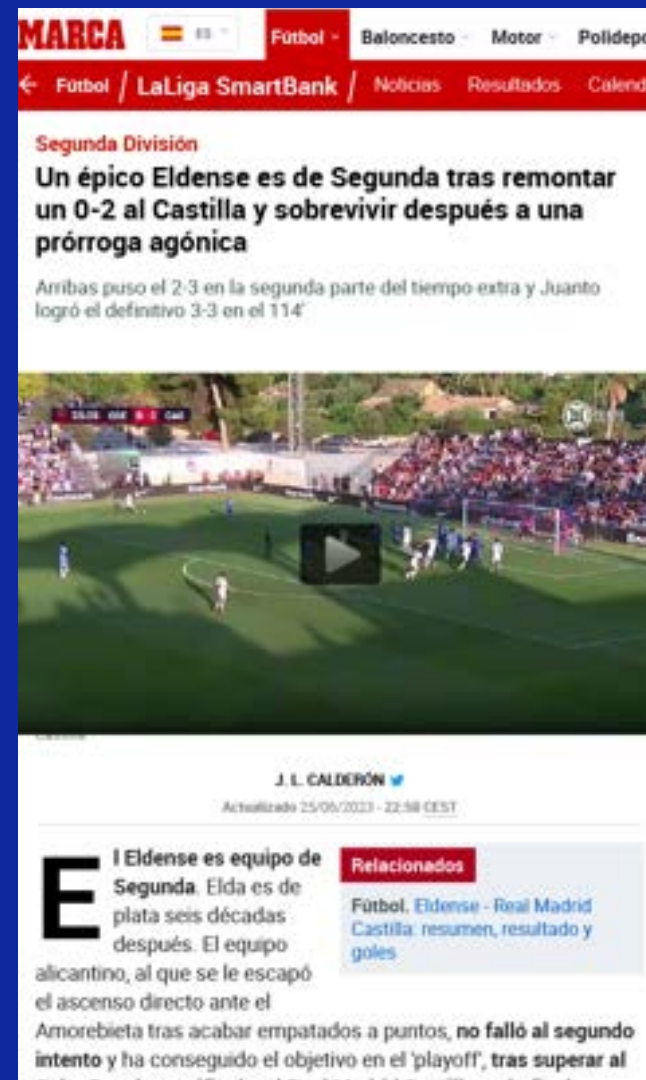 MARCA
ES
Fútbol
Baloncesto
Motor
Polidepo
Fútbol / LaLiga SmartBank / Noticias Resultados Calend
Segunda División
Un épico Eldense es de Segunda tras remontar
un 0-2 al Castilla y sobrevivir después a una
prórroga agónica
Arribas puso el 2-3 en la segunda parte del tiempo extra y Juanto
logró el definitivo 3-3 en el 114'
J. L. CALDERÓN
Actualizado 25/06/2023 - 22:58 CEST
El Eldense es equipo de
Segunda. Elda es de
plata seis décadas
después. El equipo
alicantino, al que se le escapó
el ascenso directo ante el
Amorebieta tras acabar empatados a puntos, no falló al segundo
intento y ha conseguido el objetivo en el 'playoff', tras superar al
Relacionados
Fútbol. Eldense - Real Madrid
Castilla: resumen, resultado y
goles